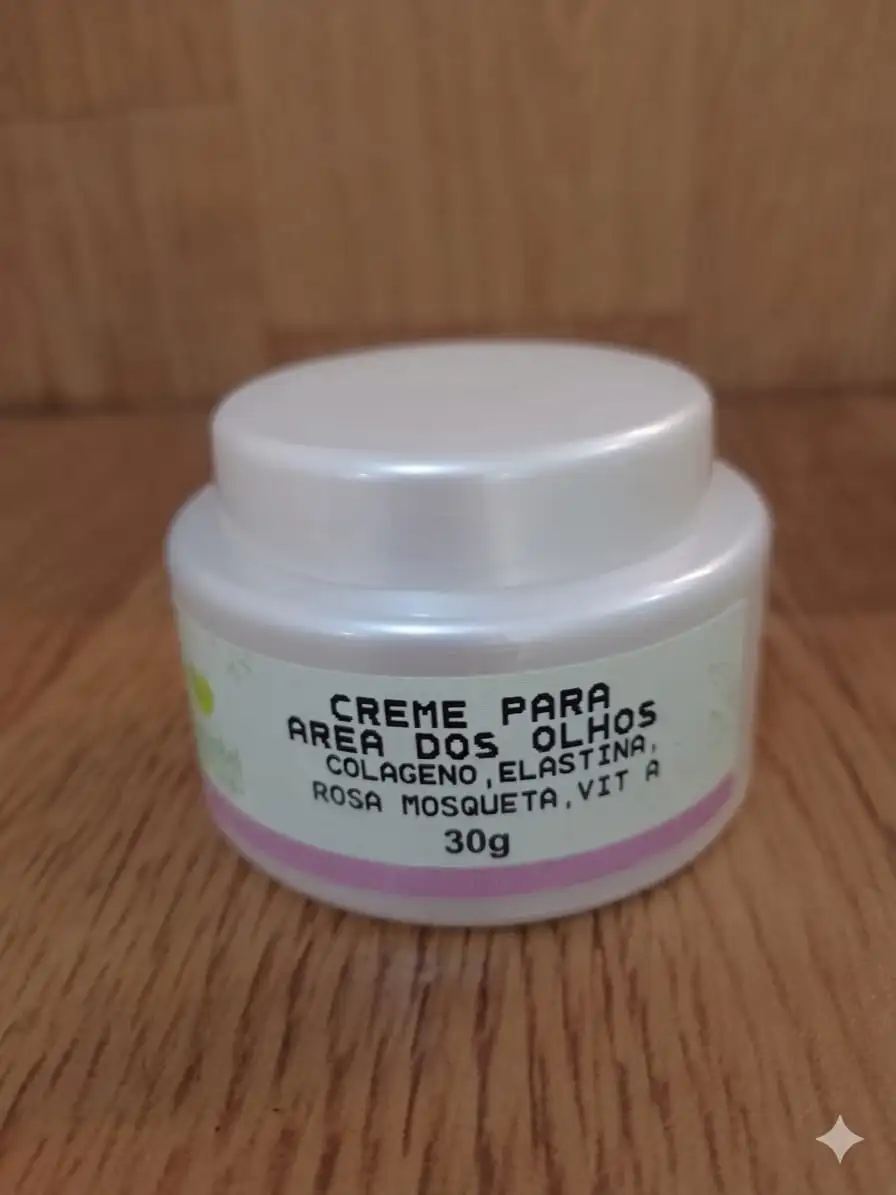 CREME PARA
AREA DOS OLHOS
COLAGENO,ELASTINA,
ROSA MOSQUETA,VIT A
30g